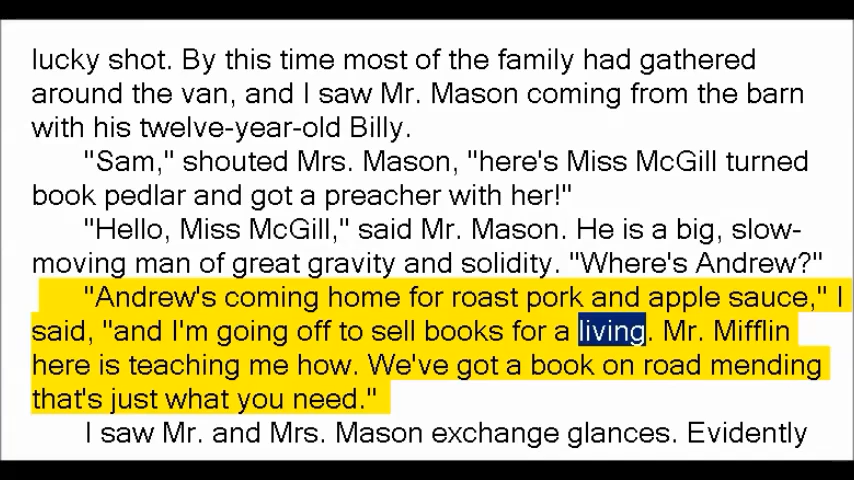 lucky shot. By this time most of the family had gathered
around the van, and I saw Mr. Mason coming from the barn
with his twelve-year-old Billy.
"Sam," shouted Mrs. Mason, "here's Miss McGill turned
book pedlar and got a preacher with her!"
"Hello, Miss McGill," said Mr. Mason. He is a big, slow-
moving man of great gravity and solidity. "Where's Andrew?"
"Andrew's coming home for roast pork and apple sauce," I
said, "and I'm going off to sell books for a living. Mr. Mifflin
here is teaching me how. We've got a book on road mending
that's just what you need."
I saw Mr. and Mrs. Mason exchange glances. Evidently